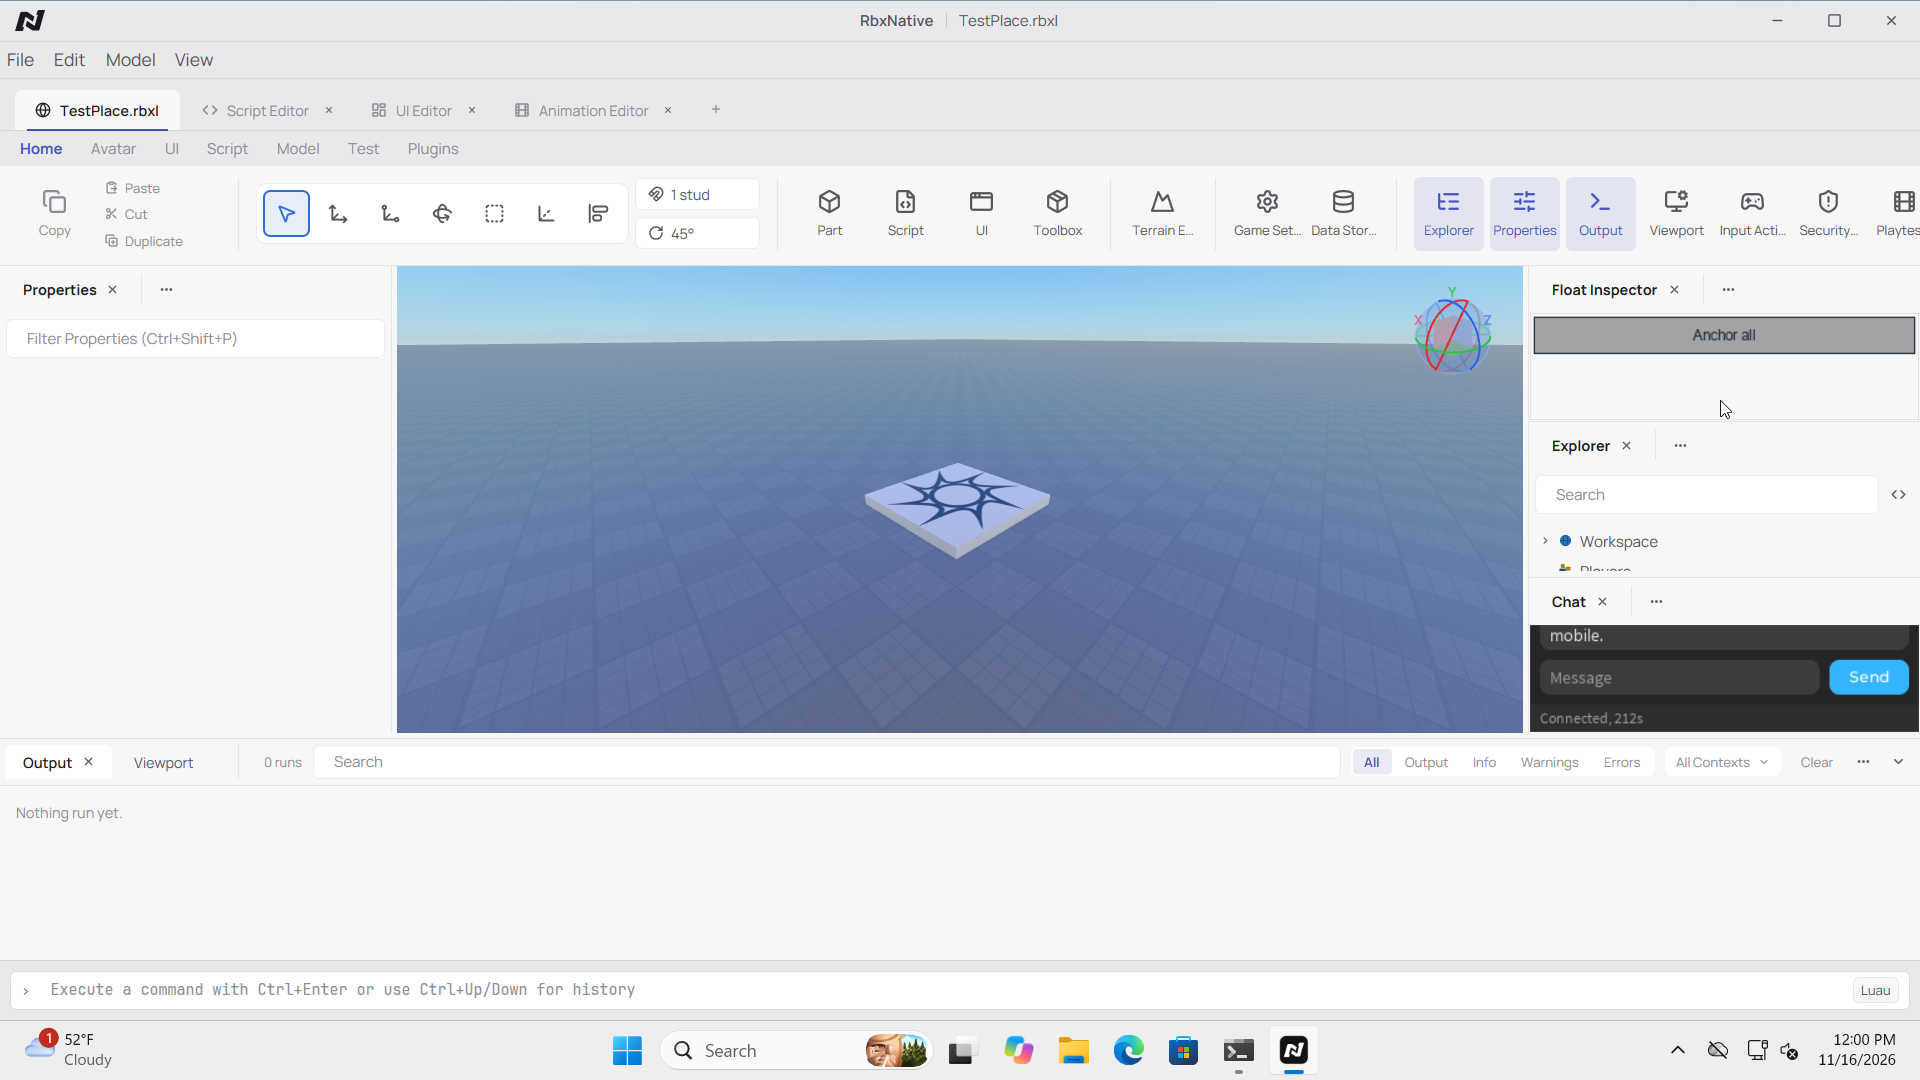 RbxNative TestPlace.rbxl
File Edit Model View
TestPlace.rbxl Script Editor UI Editor Animation Editor
Home Avatar UI Script Model Test Plugins
Copy
Paste
Cut
Duplicate
1 stud
45°
Part Script UI Toolbox Terrain E... Game Set... Data Stor... Explorer Properties Output Viewport Input Acti... Security... Playtes
Properties
Filter Properties (Ctrl+Shift+P)
Y
X
Z
Float Inspector
Anchor all
Explorer
Search
Workspace
Players
Chat
mobile.
Message
Send
Connected, 212s
Output Viewport 0 runs Search All Output Info Warnings Errors All Contexts Clear
Nothing run yet.
› Execute a command with Ctrl+Enter or use Ctrl+Up/Down for history Luau
1
52°F
Cloudy
Search
12:00 PM
11/16/2026